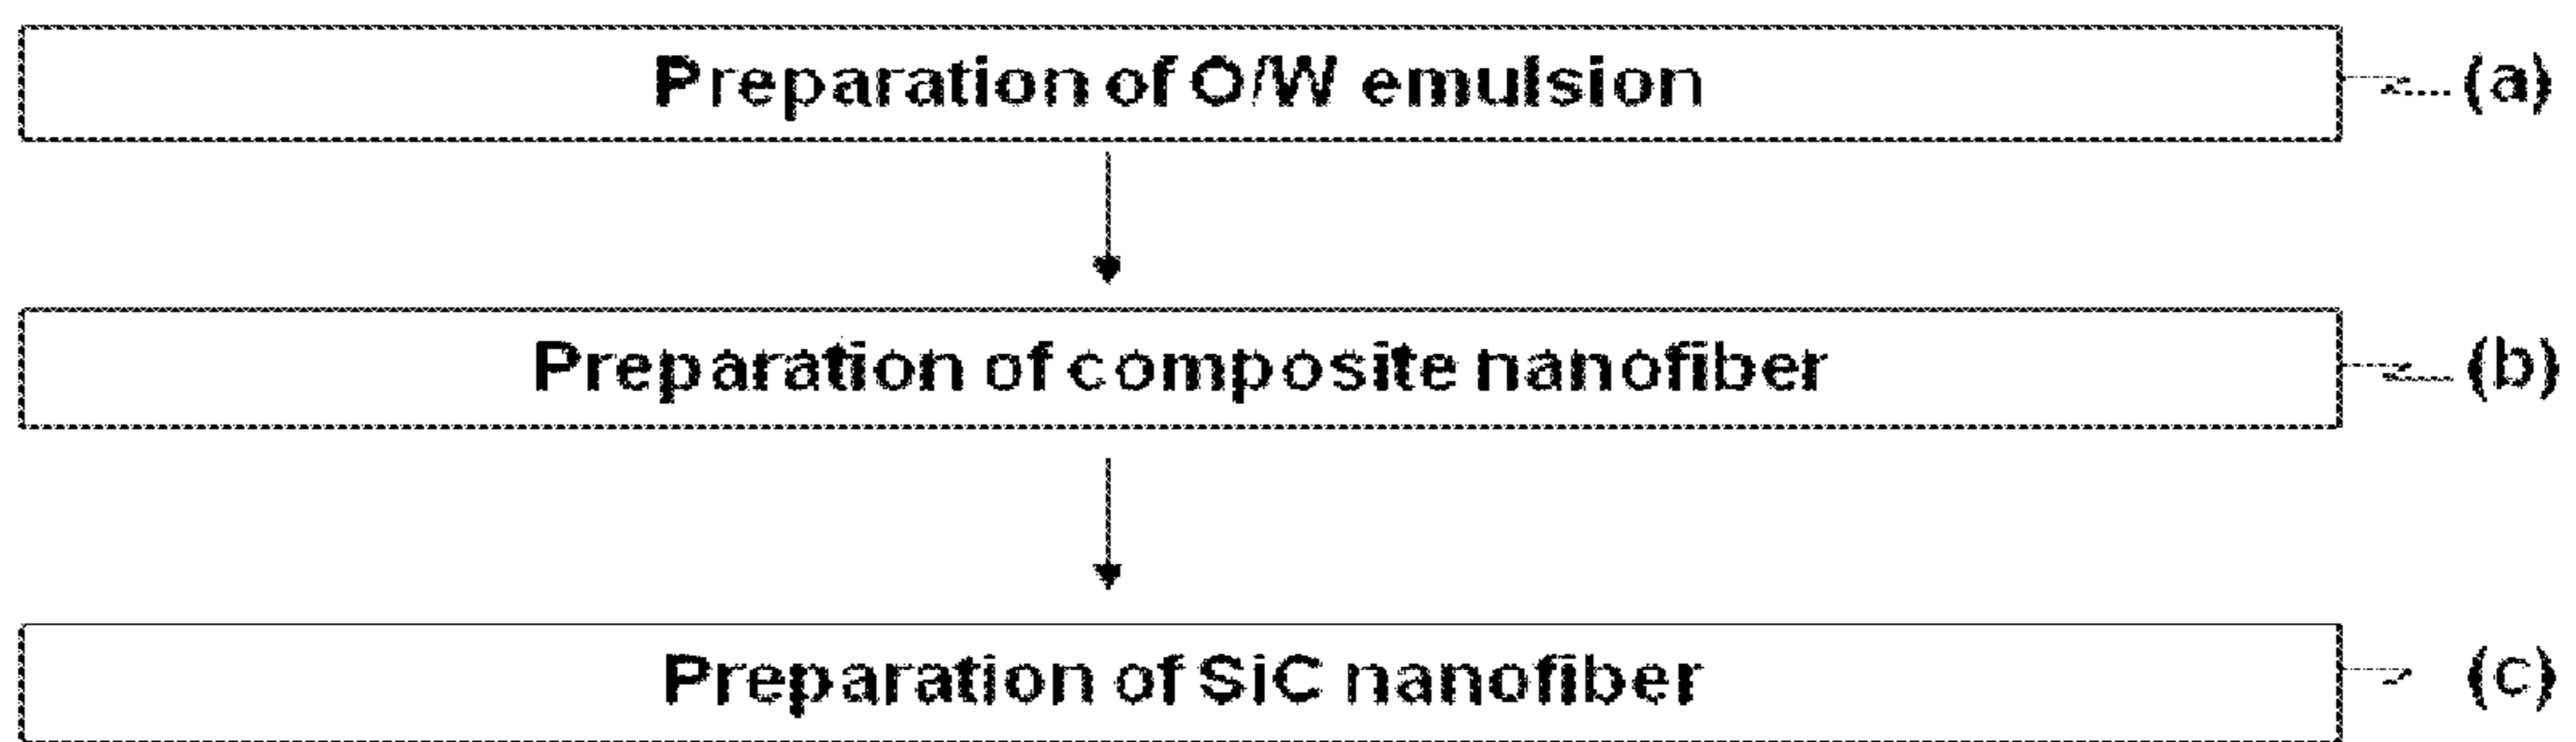 Preparation of O/W emulsion (a)
Preparation of composite nanofiber (b)
Preparation of SiC nanofiber (c)